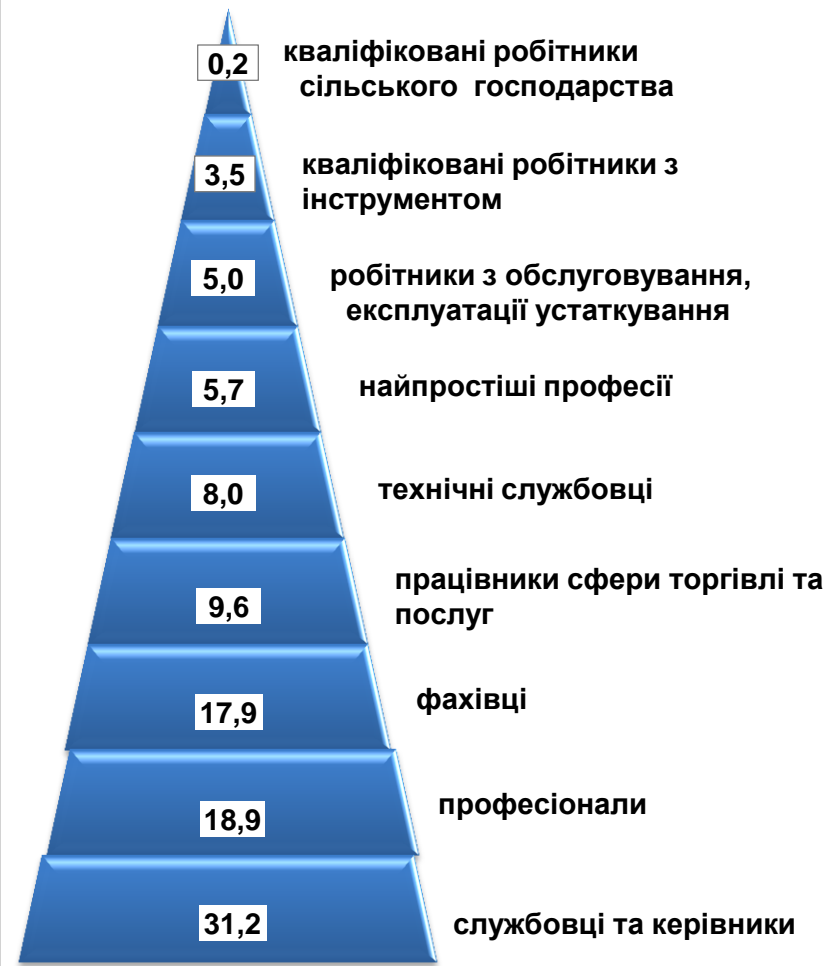 0,2
кваліфіковані робітники
сільського господарства
3,5
кваліфіковані робітники з
інструментом
5,0
робітники з обслуговування,
експлуатації устаткування
5,7
найпростіші професії
8,0
технічні службовці
9,6
працівники сфери торгівлі та
послуг
17,9
фахівці
18,9
професіонали
31,2
службовці та керівники